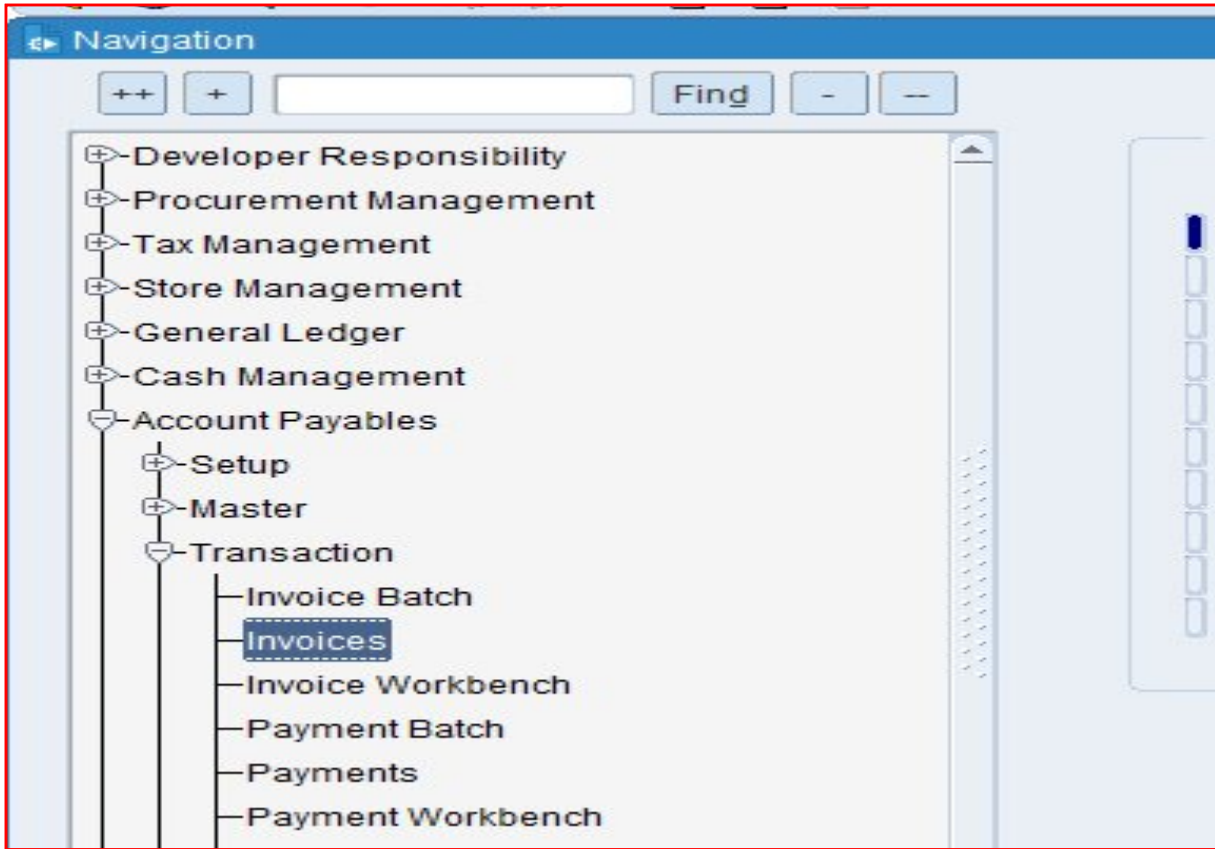 Navigation
++ + Find - --
Developer Responsibility
Procurement Management
Tax Management
Store Management
General Ledger
Cash Management
Account Payables
Setup
Master
Transaction
Invoice Batch
Invoices
Invoice Workbench
Payment Batch
Payments
Payment Workbench